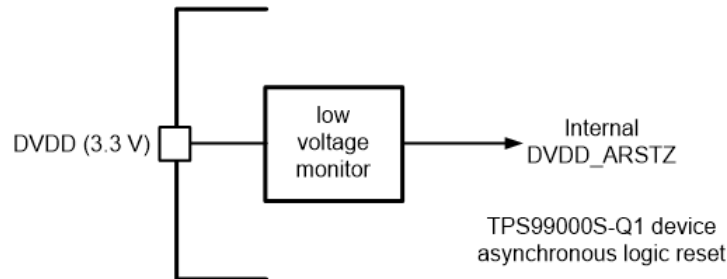 DVDD (3.3 V)
low
voltage
monitor
Internal
DVDD_ARSTZ
TPS99000S-Q1 device
asynchronous logic reset